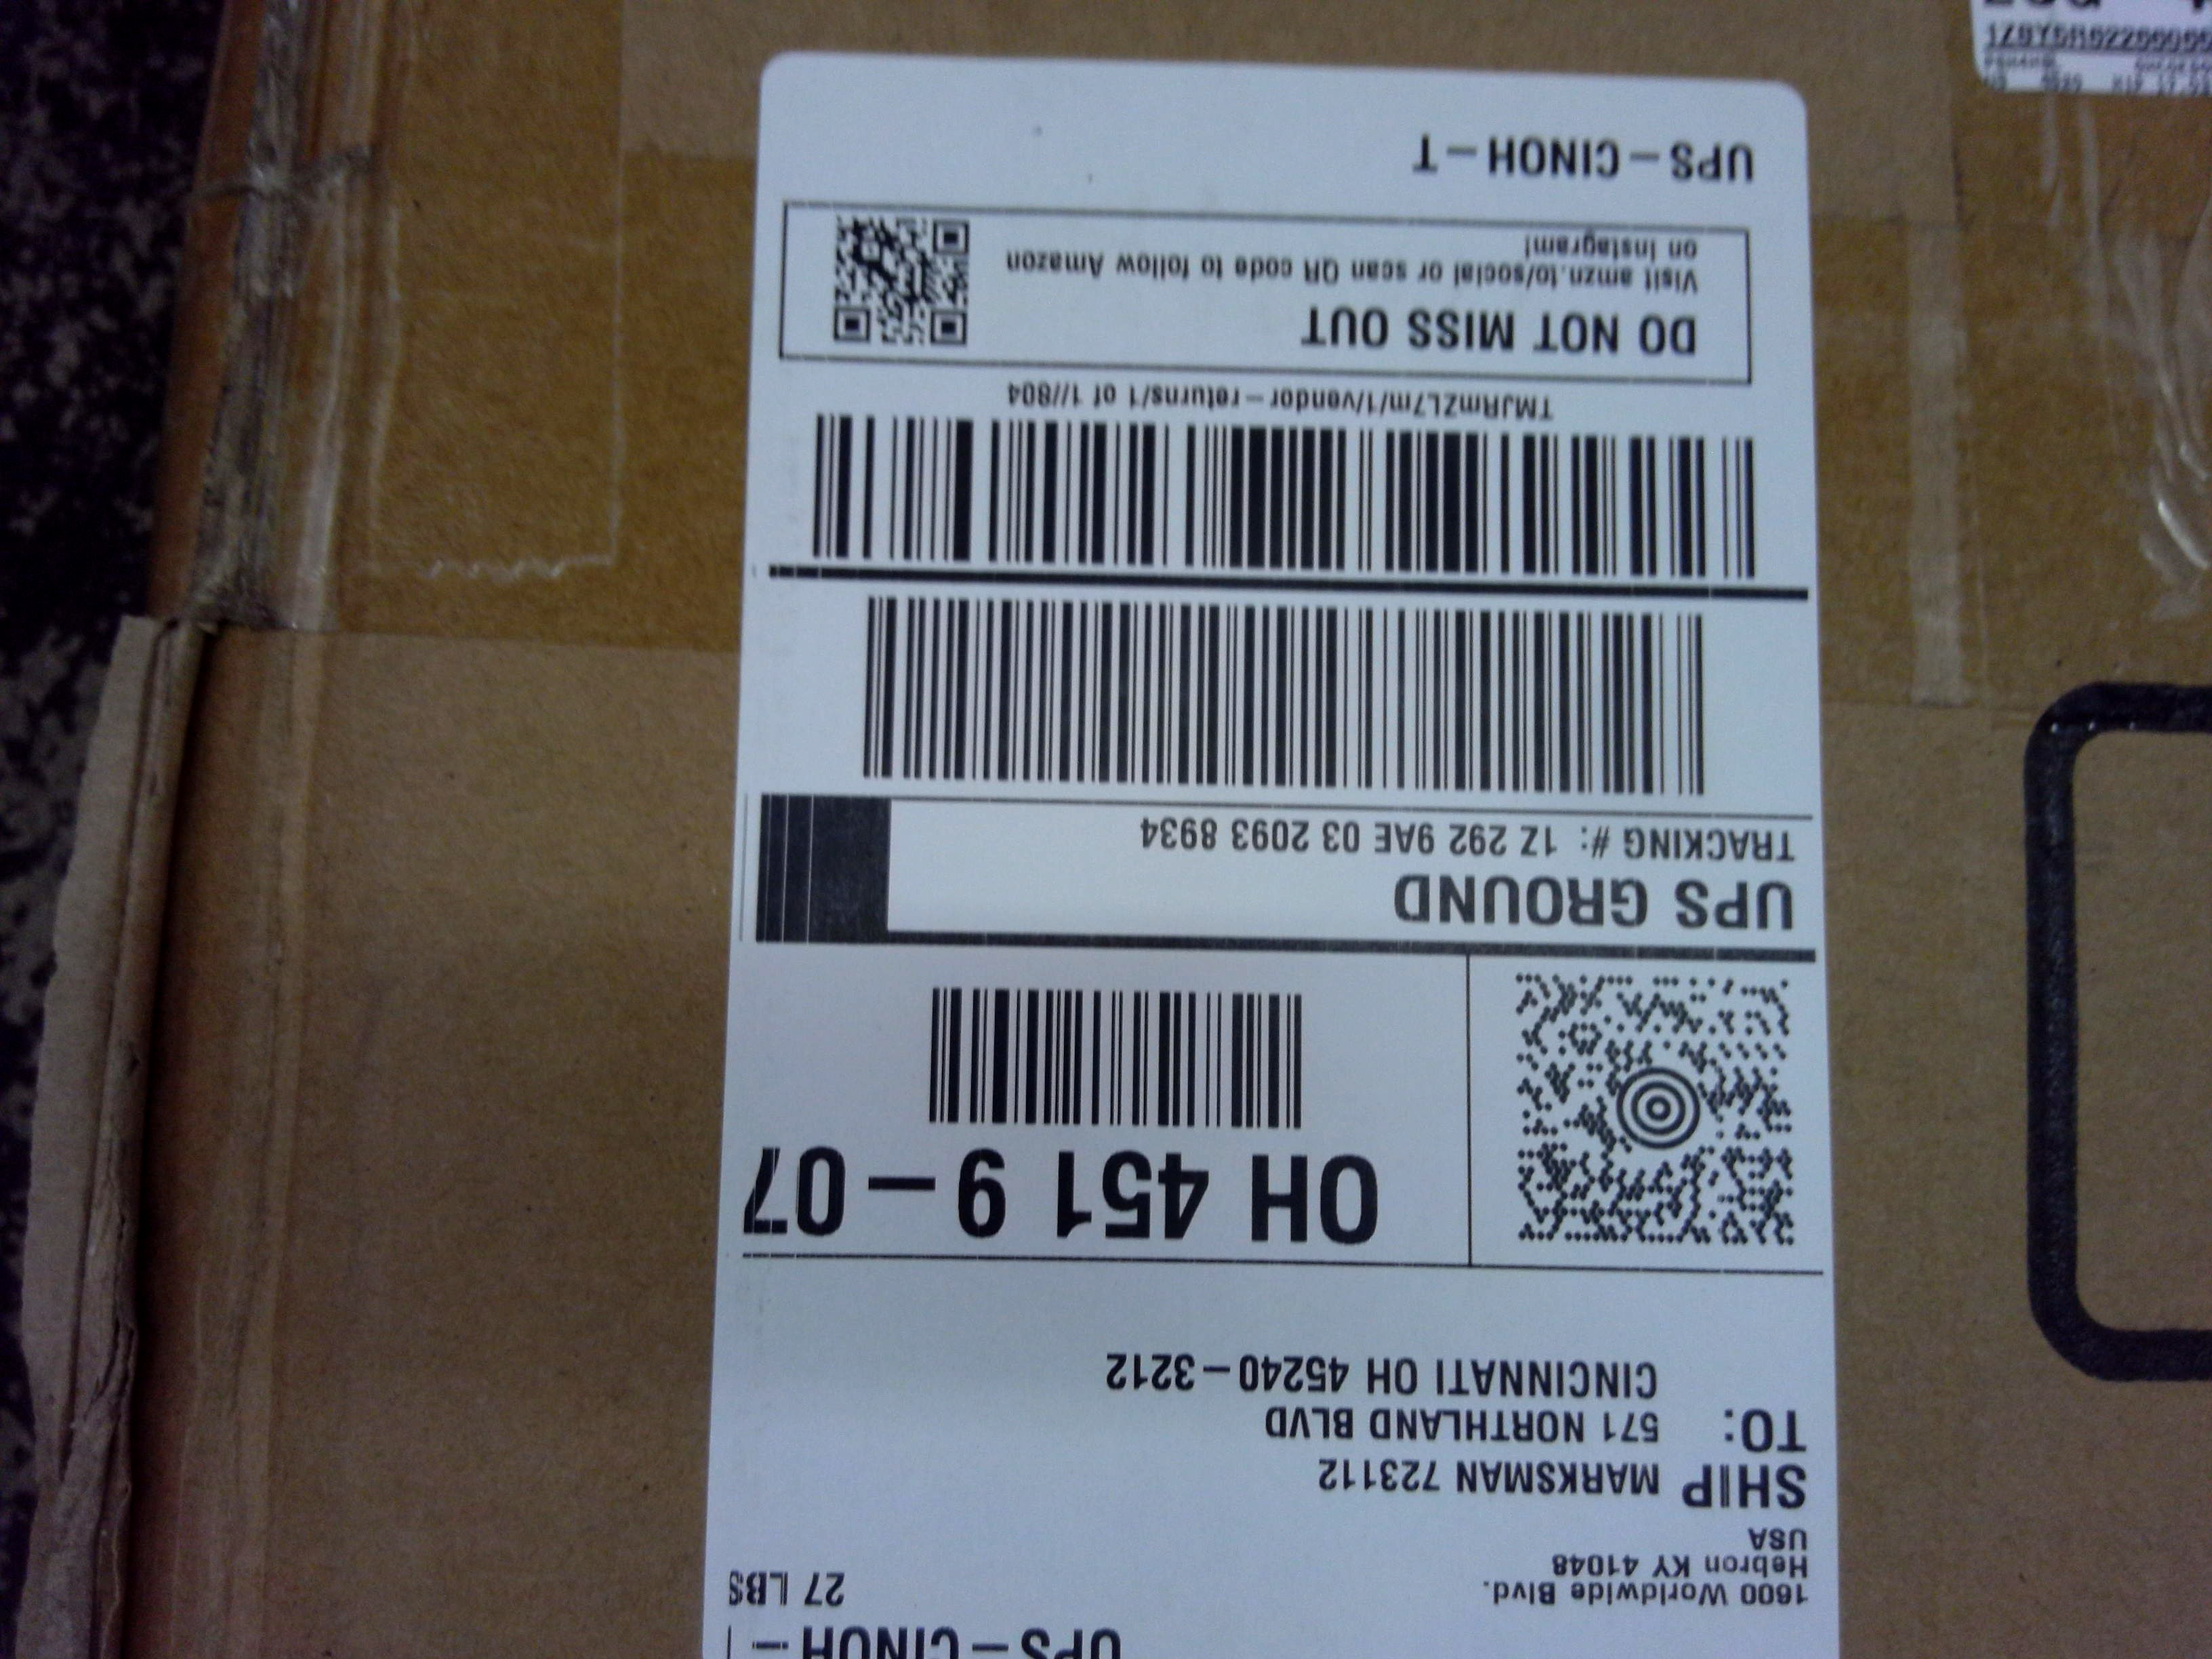 UPS – CINOH –
27 LBS
1600 Worldwide Blvd.
Hebron KY 41048
USA
SHIP TO:
MARKSMAN 723112
571 NORTHLAND BLVD
CINCINNATI OH 45240–3212
OH 451 9–07
UPS GROUND
TRACKING #: 1Z 292 9AE 03 2093 8934
TMJRmZL7m/1/vendor–returns/1 of 1//804
DO NOT MISS OUT
Visit amzn.to/social or scan QR code to follow Amazon
on Instagram!
UPS – CINOH – T